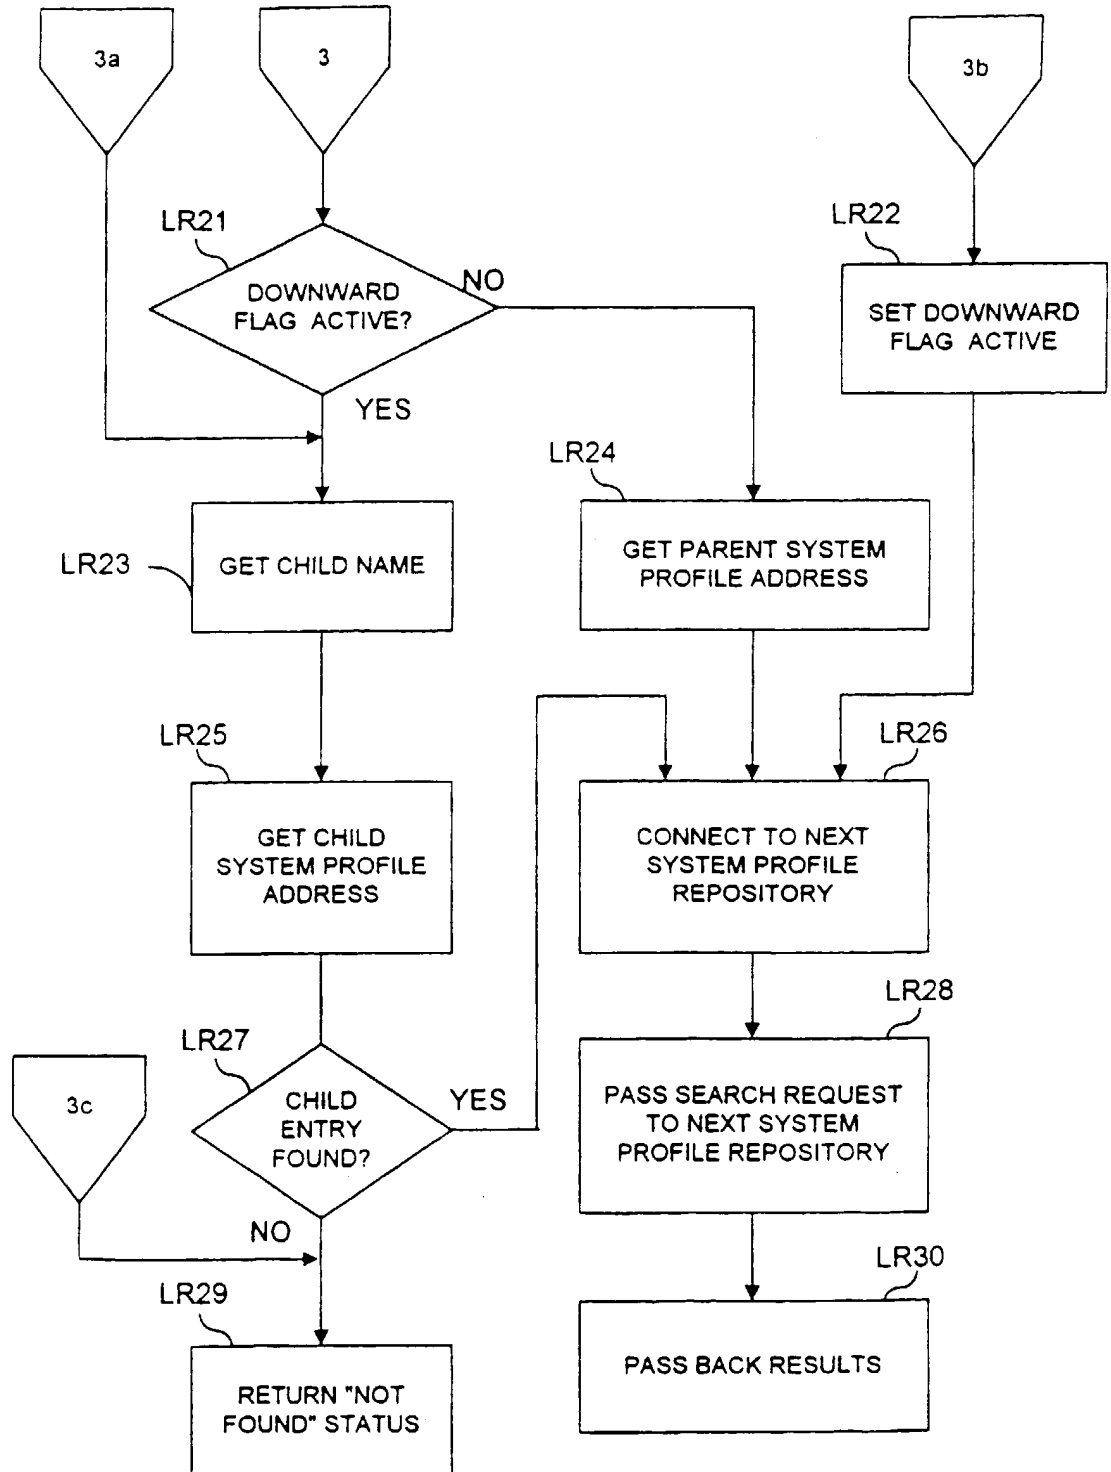 3a
3
3b
LR21
DOWNWARD
FLAG ACTIVE?
NO
YES
LR22
SET DOWNWARD
FLAG ACTIVE
LR23
GET CHILD NAME
LR24
GET PARENT SYSTEM
PROFILE ADDRESS
LR25
GET CHILD
SYSTEM PROFILE
ADDRESS
LR26
CONNECT TO NEXT
SYSTEM PROFILE
REPOSITORY
LR27
CHILD
ENTRY
FOUND?
YES
NO
3c
LR28
PASS SEARCH REQUEST
TO NEXT SYSTEM
PROFILE REPOSITORY
LR29
RETURN "NOT
FOUND" STATUS
LR30
PASS BACK RESULTS